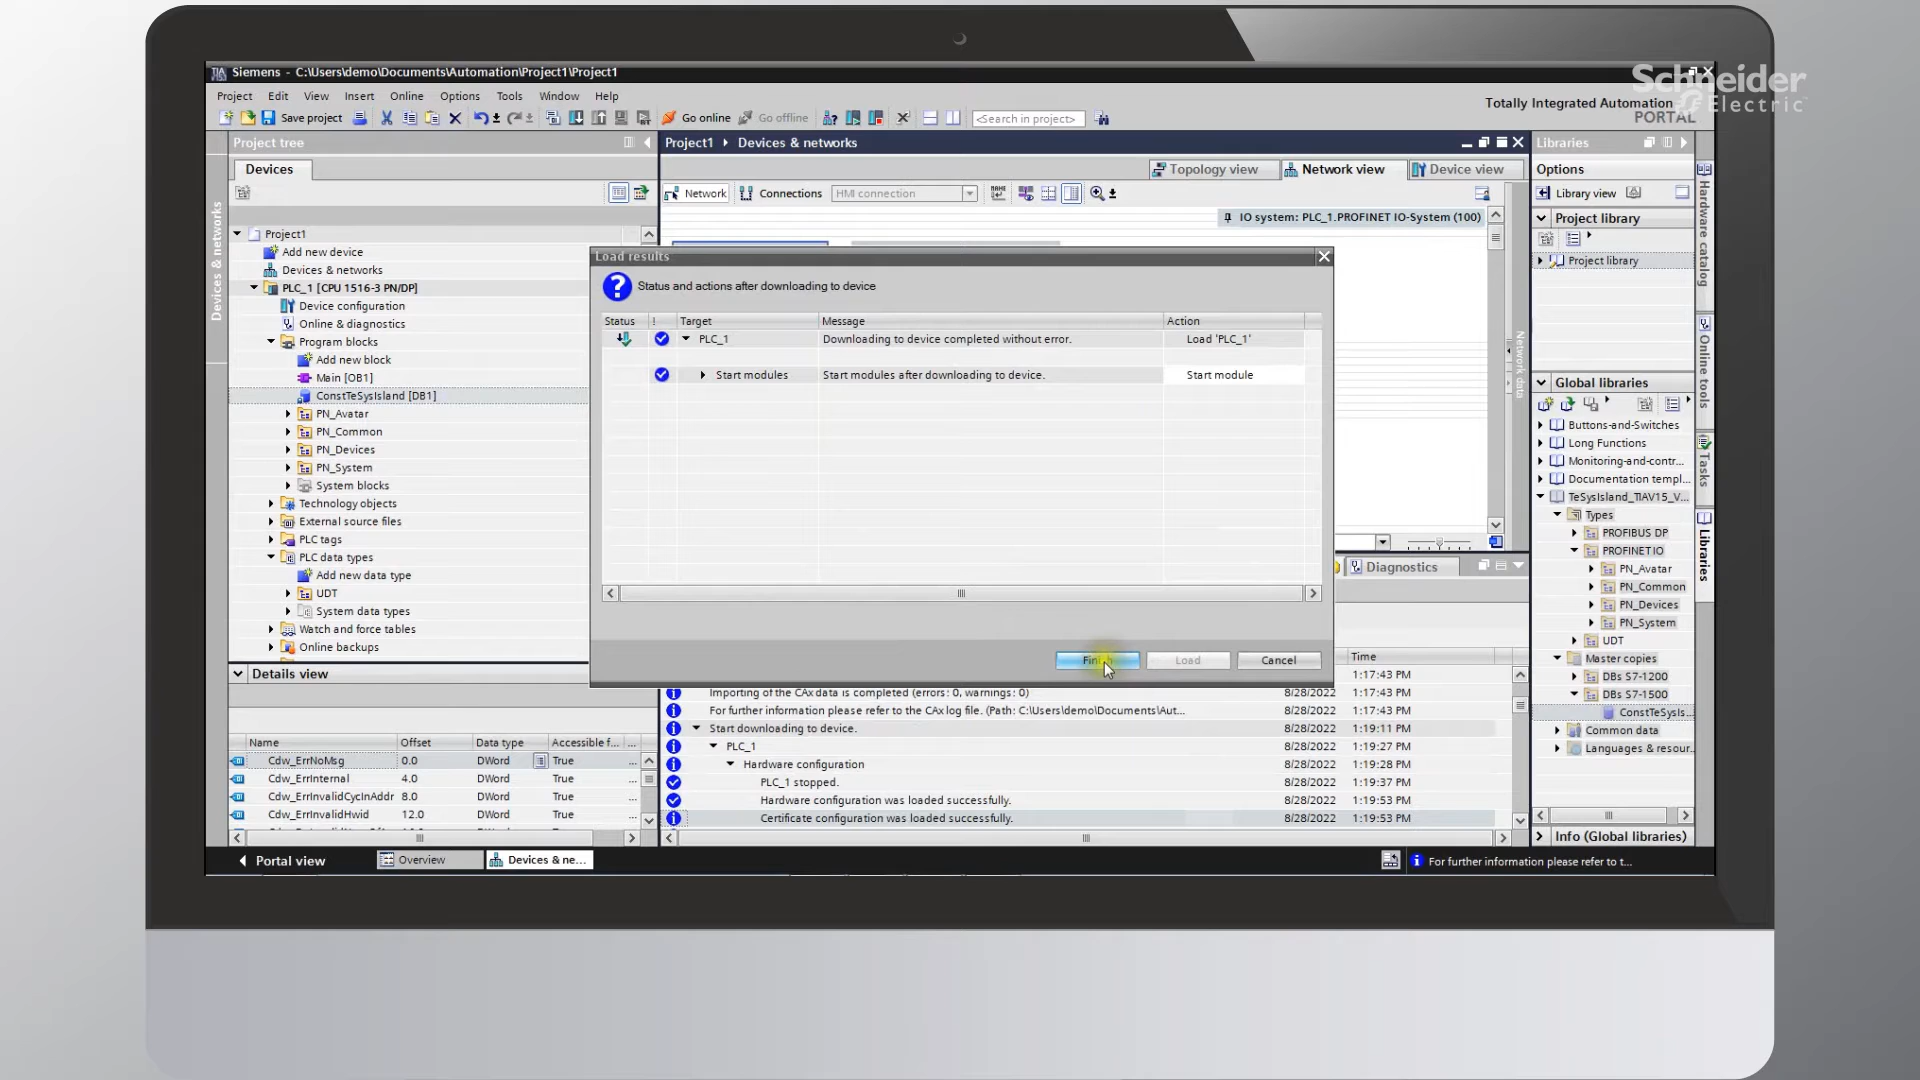 Siemens - C:\Users\demo\Documents\Automation\Project1\Project1
Schneider
Electric
Project Edit View Insert Online Options Tools Window Help
Totally Integrated Automation
PORTAL
Save project
Go online
Go offline
<Search in project>
Project tree
Project1 ▸ Devices & networks
Libraries
Devices
Topology view
Network view
Device view
Options
Network
Connections
HMI connection
Library view
IO system: PLC_1.PROFINET IO-System (100)
Project library
Project library
Devices & networks
Project1
Add new device
Devices & networks
PLC_1 [CPU 1516-3 PN/DP]
Device configuration
Online & diagnostics
Program blocks
Add new block
Main [OB1]
ConstTeSysIsland [DB1]
PN_Avatar
PN_Common
PN_Devices
PN_System
System blocks
Technology objects
External source files
PLC tags
PLC data types
Add new data type
UDT
System data types
Watch and force tables
Online backups
Load results
Status and actions after downloading to device
Status ! Target Message Action
PLC_1 Downloading to device completed without error. Load 'PLC_1'
Start modules Start modules after downloading to device. Start module
Load
Cancel
Network data
Diagnostics
Global libraries
Buttons-and-Switches
Long Functions
Monitoring-and-contr...
Documentation templ...
TeSysIsland_TIAV15_V...
Types
PROFIBUS DP
PROFINET IO
PN_Avatar
PN_Common
PN_Devices
PN_System
UDT
Master copies
DBs S7-1200
DBs S7-1500
ConstTeSysIs...
Common data
Languages & resour...
Info (Global libraries)
Hardware catalog
Online tools
Tasks
Libraries
Details view
Name Offset Data type Accessible f... ...
Cdw_ErrNoMsg 0.0 DWord True ...
Cdw_ErrInternal 4.0 DWord True ...
Cdw_ErrInvalidCycInAddr 8.0 DWord True ...
Cdw_ErrInvalidHwid 12.0 DWord True ...
Time
1:17:43 PM
Importing of the CAx data is completed (errors: 0, warnings: 0) 8/28/2022 1:17:43 PM
For further information please refer to the CAx log file. (Path: C:\Users\demo\Documents\Aut... 8/28/2022 1:17:43 PM
Start downloading to device. 8/28/2022 1:19:11 PM
PLC_1 8/28/2022 1:19:27 PM
Hardware configuration 8/28/2022 1:19:28 PM
PLC_1 stopped. 8/28/2022 1:19:37 PM
Hardware configuration was loaded successfully. 8/28/2022 1:19:53 PM
Certificate configuration was loaded successfully. 8/28/2022 1:19:53 PM
Portal view
Overview
Devices & ne...
For further information please refer to t...